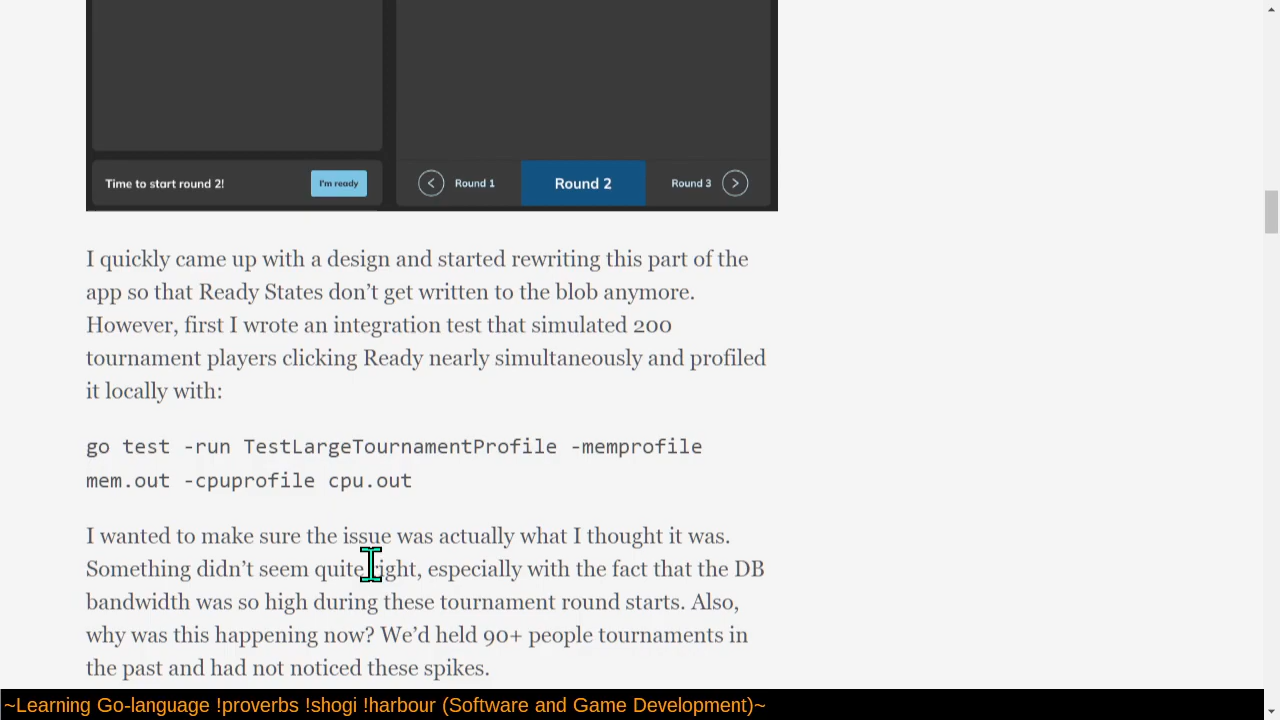 Time to start round 2!
I'm ready
Round 1
Round 2
Round 3
I quickly came up with a design and started rewriting this part of the
app so that Ready States don’t get written to the blob anymore.
However, first I wrote an integration test that simulated 200
tournament players clicking Ready nearly simultaneously and profiled
it locally with:
go test -run TestLargeTournamentProfile -memprofile
mem.out -cpuprofile cpu.out
I wanted to make sure the issue was actually what I thought it was.
Something didn’t seem quite right, especially with the fact that the DB
bandwidth was so high during these tournament round starts. Also,
why was this happening now? We’d held 90+ people tournaments in
the past and had not noticed these spikes.
~Learning Go-language !proverbs !shogi !harbour (Software and Game Development)~